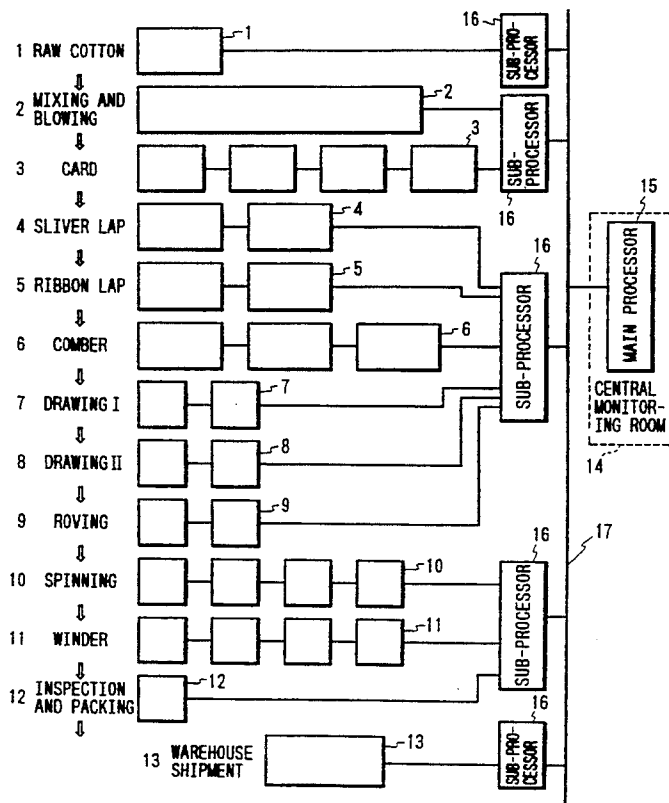 1 RAW COTTON
1
16
SUB-PRO-
CESSOR
2 MIXING AND
BLOWING
2
SUB-
PROCESSOR
16
3 CARD
3
4 SLIVER LAP
4
5 RIBBON LAP
5
6 COMBER
6
16
SUB-PROCESSOR
7 DRAWING I
7
8 DRAWING II
8
9 ROVING
9
15
MAIN PROCESSOR
CENTRAL
MONITOR-
ING ROOM
14
17
10 SPINNING
10
16
SUB-PROCESSOR
11 WINDER
11
12 INSPECTION
AND PACKING
12
13 WAREHOUSE
SHIPMENT
13
16
SUB-PRO-
CESSOR